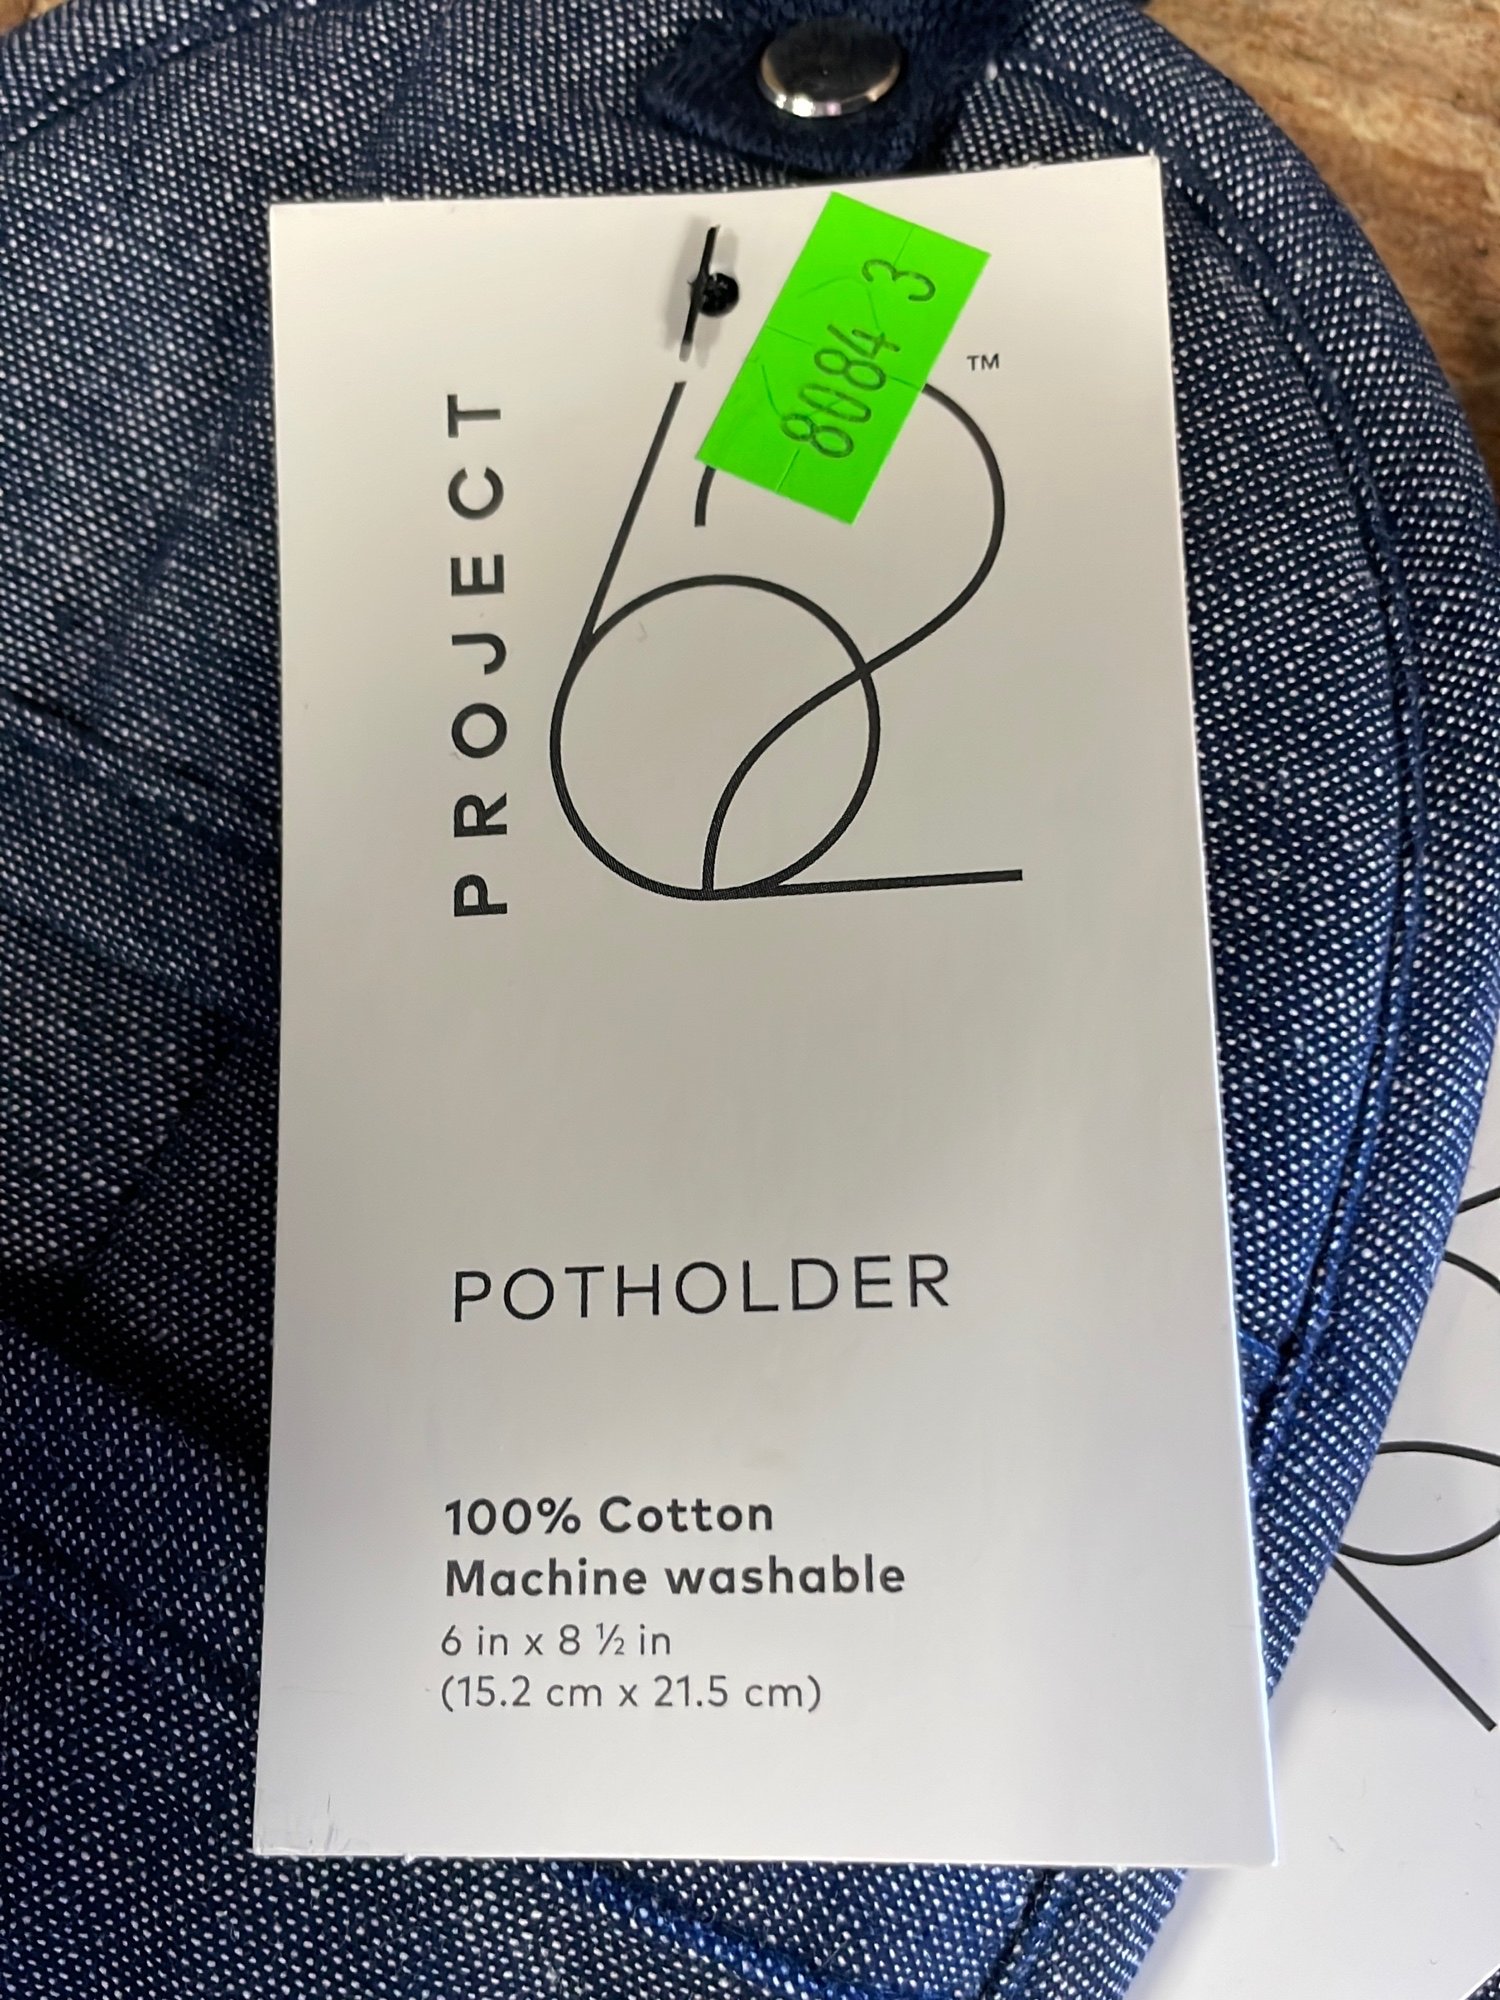 PROJECT
62
™
8084 3
POTHOLDER
100% Cotton
Machine washable
6 in x 8 ½ in
(15.2 cm x 21.5 cm)